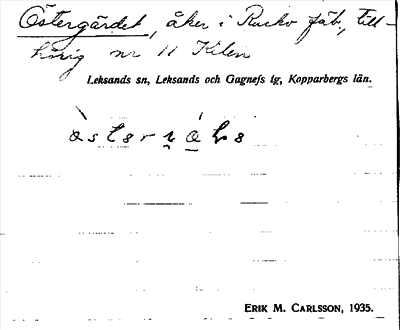 Östergärdet, åker i Rucko fäb., till-
hörig nr 11 Kilen
Leksands sn, Leksands och Gagnefs tg, Kopparbergs län.
ERIK M. CARLSSON, 1935.